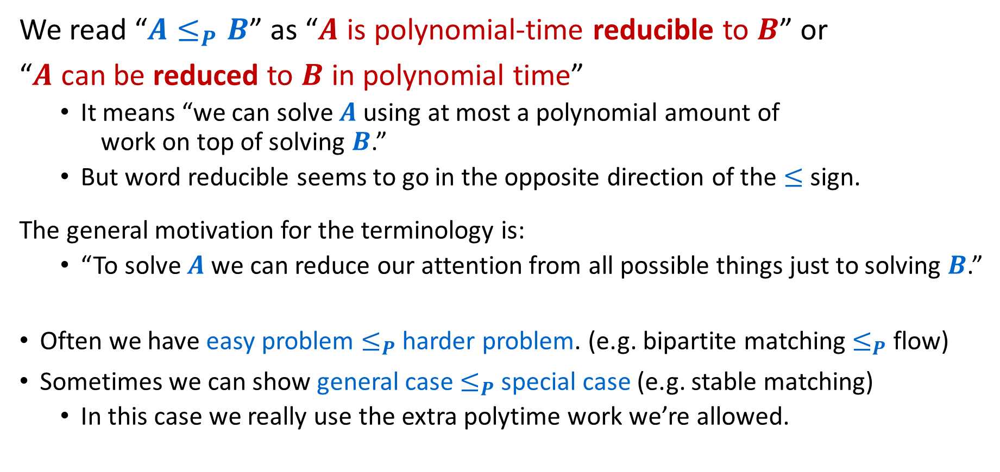 We read “A ≤P B” as “A is polynomial-time reducible to B” or
“A can be reduced to B in polynomial time”
• It means “we can solve A using at most a polynomial amount of
work on top of solving B.”
• But word reducible seems to go in the opposite direction of the ≤ sign.
The general motivation for the terminology is:
• “To solve A we can reduce our attention from all possible things just to solving B.”
• Often we have easy problem ≤P harder problem. (e.g. bipartite matching ≤P flow)
• Sometimes we can show general case ≤P special case (e.g. stable matching)
• In this case we really use the extra polytime work we’re allowed.